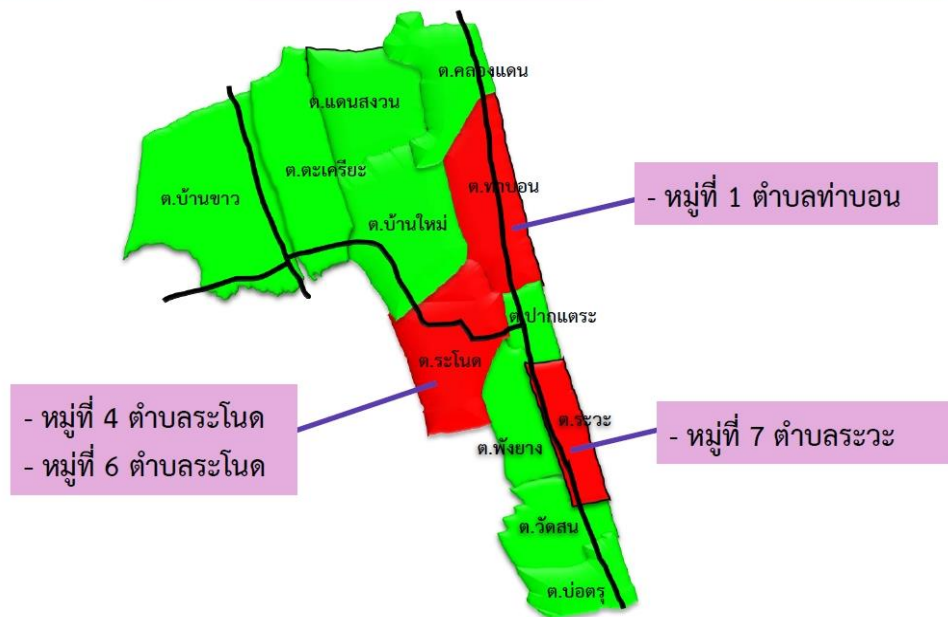 ต.คลองแดน
ต.แดนสงวน
ต.ตะเครียะ
ต.ท่าบอน
ต.บ้านขาว
- หมู่ที่ 1 ตำบลท่าบอน
ต.บ้านใหม่
ต.ปากแตระ
ต.ระโนด
- หมู่ที่ 4 ตำบลระโนด
- หมู่ที่ 6 ตำบลระโนด
ต.ระวะ
- หมู่ที่ 7 ตำบลระวะ
ต.พังยาง
ต.วัดสน
ต.บ่อตรุ